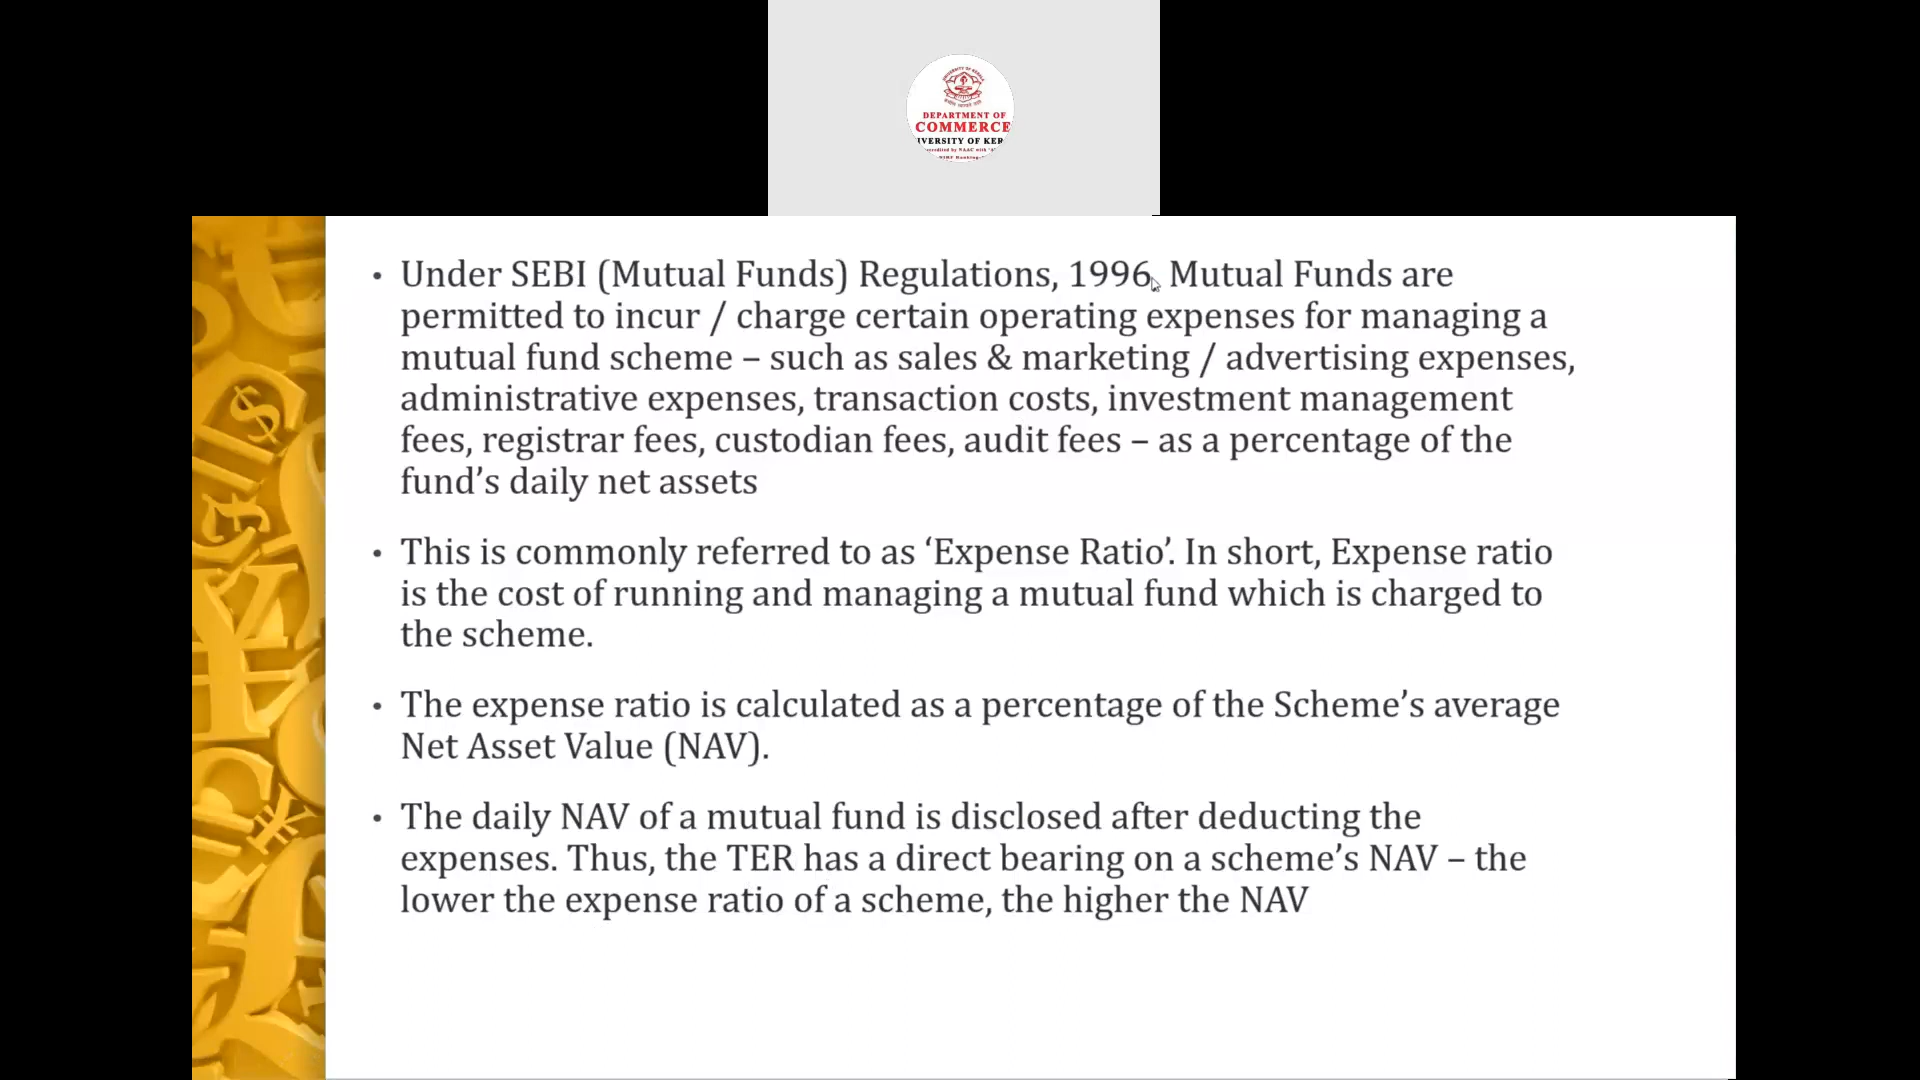 UNIVERSITY OF KERALA
DEPARTMENT OF
COMMERCE
IVERSITY OF KER
• Under SEBI (Mutual Funds) Regulations, 1996, Mutual Funds are
permitted to incur / charge certain operating expenses for managing a
mutual fund scheme – such as sales & marketing / advertising expenses,
administrative expenses, transaction costs, investment management
fees, registrar fees, custodian fees, audit fees – as a percentage of the
fund’s daily net assets
• This is commonly referred to as ‘Expense Ratio’. In short, Expense ratio
is the cost of running and managing a mutual fund which is charged to
the scheme.
• The expense ratio is calculated as a percentage of the Scheme’s average
Net Asset Value (NAV).
• The daily NAV of a mutual fund is disclosed after deducting the
expenses. Thus, the TER has a direct bearing on a scheme’s NAV – the
lower the expense ratio of a scheme, the higher the NAV